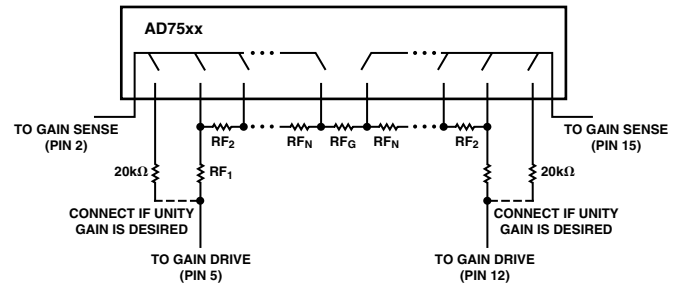 AD75xx
TO GAIN SENSE
(PIN 2)
TO GAIN SENSE
(PIN 15)
RF2
RFN
RFG
RFN
RF2
20kΩ
RF1
20kΩ
CONNECT IF UNITY
GAIN IS DESIRED
CONNECT IF UNITY
GAIN IS DESIRED
TO GAIN DRIVE
(PIN 5)
TO GAIN DRIVE
(PIN 12)